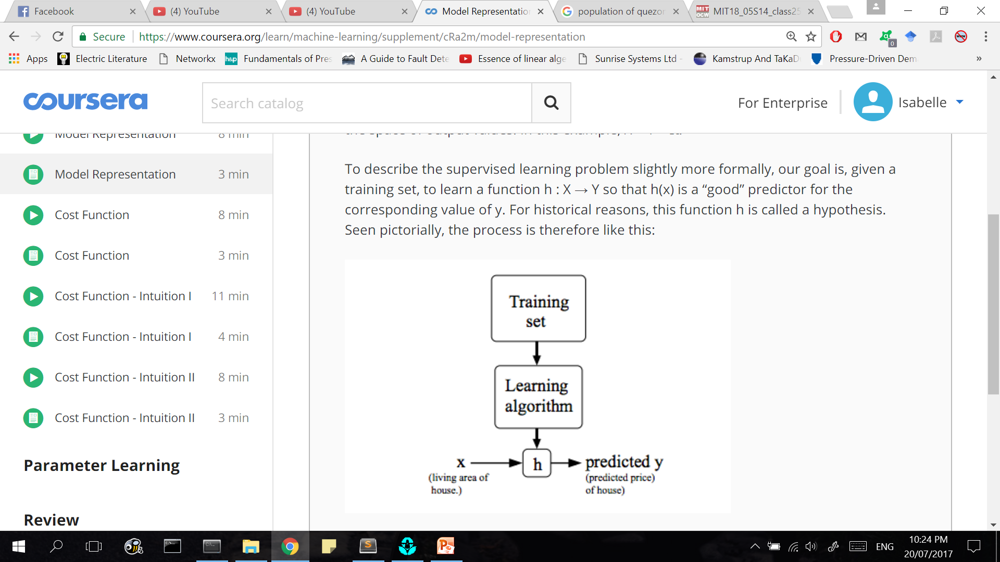 Facebook
(4) YouTube
(4) YouTube
Model Representation
population of quezon
MIT18_05S14_class25
Secure
https://www.coursera.org/learn/machine-learning/supplement/cRa2m/model-representation
0
Apps
Electric Literature
Networkx
h&p
Fundamentals of Pres
A Guide to Fault Dete
Essence of linear alge
Sunrise Systems Ltd -
Kamstrup And TaKaD
Pressure-Driven Dem
»
coursera
Search catalog
For Enterprise
Isabelle
Model Representation 8 min
Model Representation 3 min
Cost Function 8 min
Cost Function 3 min
Cost Function - Intuition I 11 min
Cost Function - Intuition I 4 min
Cost Function - Intuition II 8 min
Cost Function - Intuition II 3 min
Parameter Learning
Review
To describe the supervised learning problem slightly more formally, our goal is, given a
training set, to learn a function h : X → Y so that h(x) is a “good” predictor for the
corresponding value of y. For historical reasons, this function h is called a hypothesis.
Seen pictorially, the process is therefore like this:
Training
set
Learning
algorithm
x
h
predicted y
(living area of
house.)
(predicted price)
of house)
ENG
10:24 PM
20/07/2017